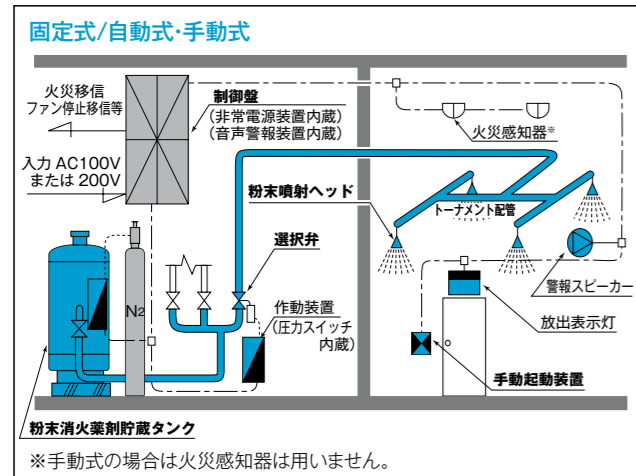 固定式/自動式･手動式
火災移信
ファン停止移信等
制御盤
(非常電源装置内蔵)
(音声警報装置内蔵)
火災感知器※
入力 AC100V
または 200V
粉末噴射ヘッド
トーナメント配管
選択弁
N2
作動装置
(圧力スイッチ
内蔵)
警報スピーカー
放出表示灯
手動起動装置
粉末消火薬剤貯蔵タンク
※手動式の場合は火災感知器は用いません。